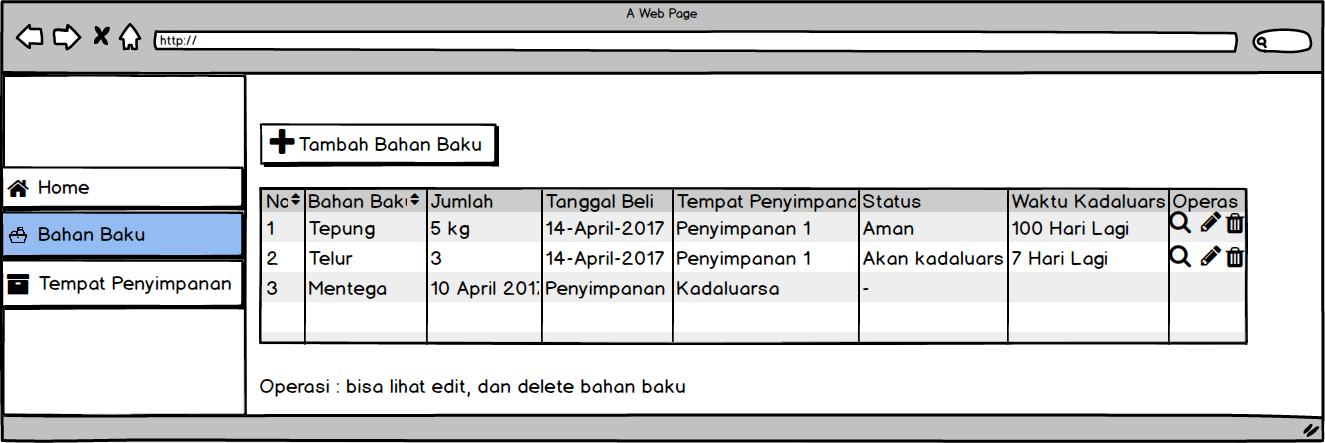 A Web Page
http://
Tambah Bahan Baku
Home
Bahan Baku
Tempat Penyimpanan
No Bahan Baku Jumlah Tanggal Beli Tempat Penyimpanan Status Waktu Kadaluars Operas
1 Tepung 5 kg 14-April-2017 Penyimpanan 1 Aman 100 Hari Lagi
2 Telur 3 14-April-2017 Penyimpanan 1 Akan kadaluars 7 Hari Lagi
3 Mentega 10 April 2017 Penyimpanan Kadaluarsa -
Operasi : bisa lihat edit, dan delete bahan baku